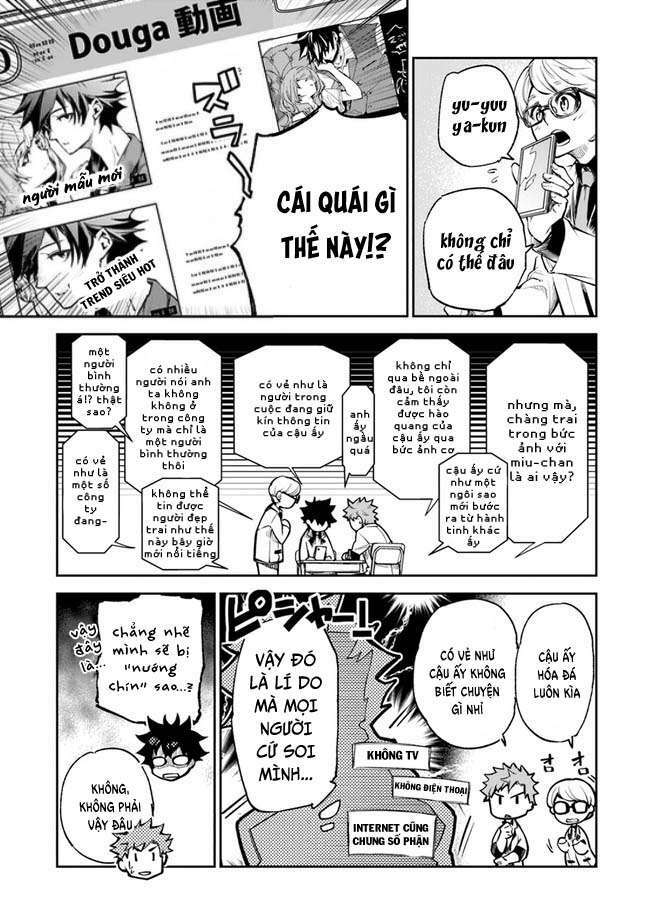 yu-yuu
ya-kun
không chỉ
có thế đâu
Douga 動画
ズラー
CÁI QUÁI GÌ
THẾ NÀY!?
người mẫu mới
TRỞ THÀNH
TREND SIÊU HOT
nhưng mà,
chàng trai
trong bức
ảnh với
miu-chan
là ai vậy?
không chỉ
qua bề ngoài
đâu, tôi còn
cảm thấy
được hào
quang của
cậu ấy qua
bức ảnh cơ
cậu ấy cứ
như một
ngôi sao
mới bước
ra từ hành
tinh khác
ấy
anh
ấy
ngầu
quá
có vẻ như là
người trong
cuộc đang giữ
kín thông tin
của cậu ấy
có nhiều
người nói anh
ta không
không ở
trong công
ty mà chỉ là
một người
bình thường
thôi
không thể
tin được
người đẹp
trai như thế
này bây giờ
mới nổi tiếng
một
người
bình
thường
á!? thật
sao?
có vẻ
như là
một số
công ty
đang-
CẬU ẤY
HÓA ĐÁ
LUÔN KÌA
CÓ VẺ NHƯ
CẬU ẤY KHÔNG
BIẾT CHUYỆN
GÌ NHỈ
ピシャーー!
VẬY ĐÓ
LÀ LÍ DO
MÀ MỌI
NGƯỜI
CỨ SOI
MÌNH...
KHÔNG TV
KHÔNG ĐIỆN THOẠI
INTERNET CŨNG
CHUNG SỐ PHẬN
chẳng nhẽ
mình sẽ bị
"nướng
chín" sao...?
vậy
đây
là...
KHÔNG,
KHÔNG PHẢI
VẬY ĐÂU